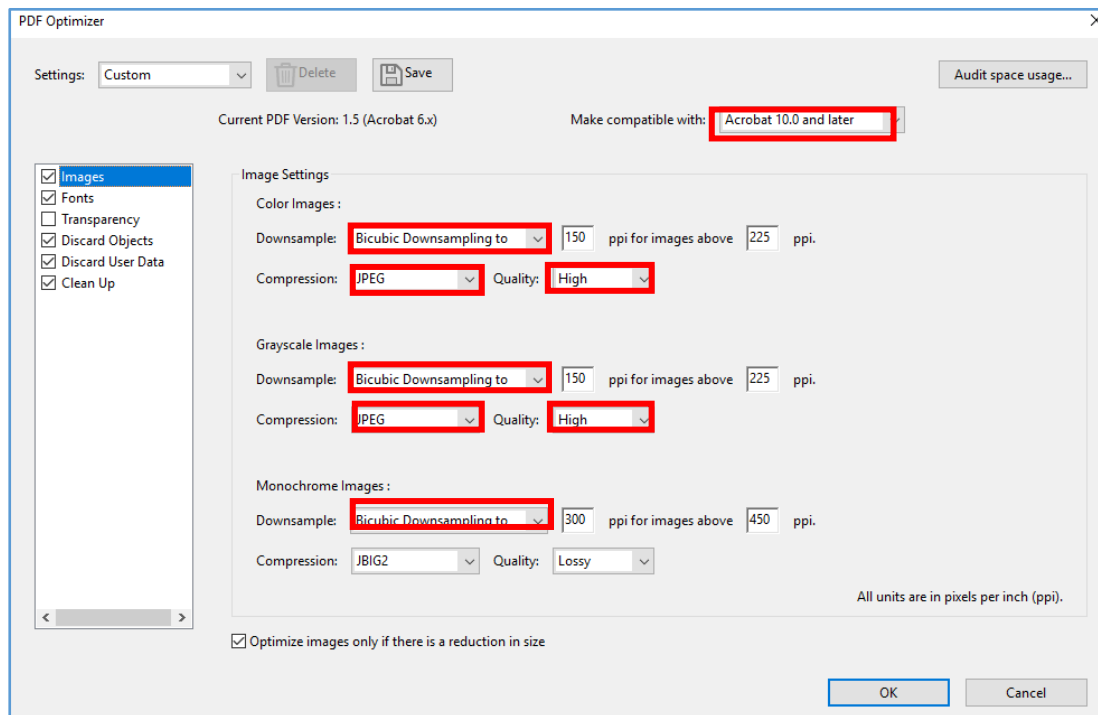 PDF Optimizer
Settings: Custom Delete Save Audit space usage...
Current PDF Version: 1.5 (Acrobat 6.x) Make compatible with: Acrobat 10.0 and later
Images
Fonts
Transparency
Discard Objects
Discard User Data
Clean Up
Image Settings
Color Images :
Downsample: Bicubic Downsampling to 150 ppi for images above 225 ppi.
Compression: JPEG Quality: High
Grayscale Images :
Downsample: Bicubic Downsampling to 150 ppi for images above 225 ppi.
Compression: JPEG Quality: High
Monochrome Images :
Downsample: Bicubic Downsampling to 300 ppi for images above 450 ppi.
Compression: JBIG2 Quality: Lossy
All units are in pixels per inch (ppi).
Optimize images only if there is a reduction in size
OK Cancel